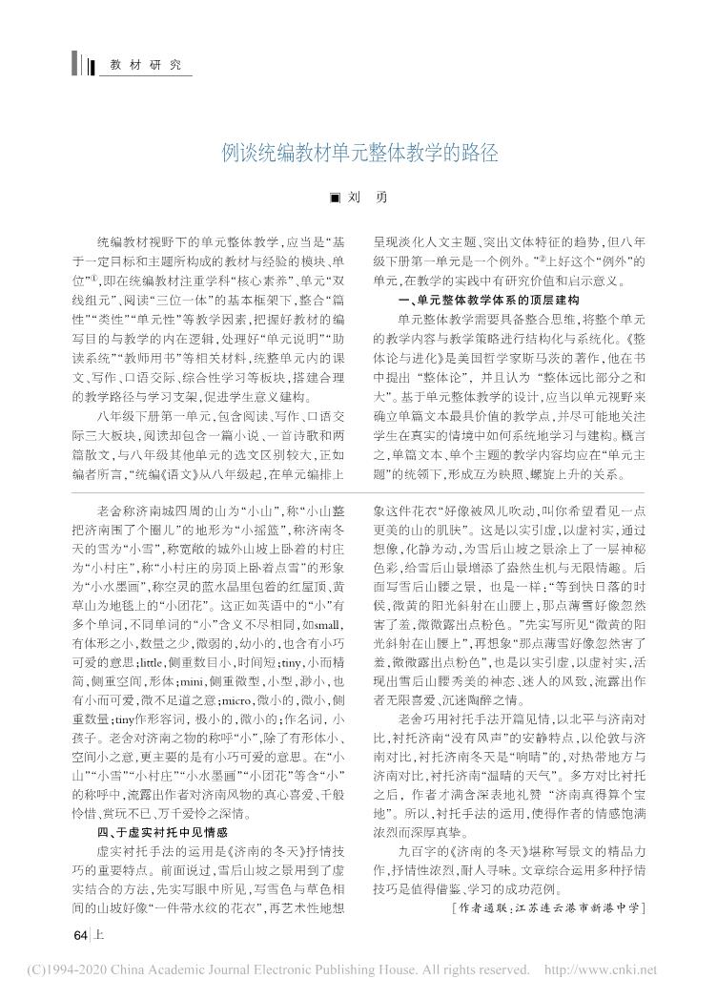 教材研究
例谈统编教材单元整体教学的路径
■ 刘 勇
统编教材视野下的单元整体教学,应当是“基
于一定目标和主题所构成的教材与经验的模块、单
位”①,即在统编教材注重学科“核心素养”、单元“双
线组元”、阅读“三位一体”的基本框架下,整合“篇
性”“类性”“单元性”等教学因素,把握好教材的编
写目的与教学的内在逻辑,处理好“单元说明”“助
读系统”“教师用书”等相关材料,统整单元内的课
文、写作、口语交际、综合性学习等板块,搭建合理
的教学路径与学习支架,促进学生意义建构。
八年级下册第一单元,包含阅读、写作、口语交
际三大板块,阅读却包含一篇小说、一首诗歌和两
篇散文,与八年级其他单元的选文区别较大,正如
编者所言,“统编《语文》从八年级起,在单元编排上
呈现淡化人文主题、突出文体特征的趋势,但八年
级下册第一单元是一个例外。”②上好这个“例外”的
单元,在教学的实践中有研究价值和启示意义。
一、单元整体教学体系的顶层建构
单元整体教学需要具备整合思维,将整个单元
的教学内容与教学策略进行结构化与系统化。《整
体论与进化》是美国哲学家斯马茨的著作,他在书
中提出“整体论”,并且认为“整体远比部分之和
大”。基于单元整体教学的设计,应当以单元视野来
确立单篇文本最具价值的教学点,并尽可能地关注
学生在真实的情境中如何系统地学习与建构。概言
之,单篇文本、单个主题的教学内容均应在“单元主
题”的统领下,形成互为映照、螺旋上升的关系。
老舍称济南城四周的山为“小山”,称“小山整
把济南围了个圈儿”的地形为“小摇篮”,称济南冬
天的雪为“小雪”,称宽敞的城外山坡上卧着的村庄
为“小村庄”,称“小村庄的房顶上卧着点雪”的形象
为“小水墨画”,称空灵的蓝水晶里包着的红屋顶、黄
草山为地毯上的“小团花”。这正如英语中的“小”有
多个单词,不同单词的“小”含义不尽相同,如small,
有体形之小,数量之少,微弱的,幼小的,也含有小巧
可爱的意思;little,侧重数目小,时间短;tiny,小而精
简,侧重空间,形体;mini,侧重微型,小型,渺小,也
有小而可爱,微不足道之意;micro,微小的,微小,侧
重数量;tiny作形容词,极小的,微小的;作名词,小
孩子。老舍对济南之物的称呼“小”,除了有形体小、
空间小之意,更主要的是有小巧可爱的意思。在“小
山”“小雪”“小村庄”“小水墨画”“小团花”等含“小”
的称呼中,流露出作者对济南风物的真心喜爱、千般
怜惜、赏玩不已、万千爱怜之深情。
四、于虚实衬托中见情感
虚实衬托手法的运用是《济南的冬天》抒情技
巧的重要特点。前面说过,雪后山坡之景用到了虚
实结合的方法,先实写眼中所见,写雪色与草色相
间的山坡好像“一件带水纹的花衣”,再艺术性地想
象这件花衣“好像被风儿吹动,叫你希望看见一点
更美的山的肌肤”。这是以实引虚,以虚衬实,通过
想像,化静为动,为雪后山坡之景涂上了一层神秘
色彩,给雪后山景增添了盎然生机与无限情趣。后
面写雪后山腰之景,也是一样:“等到快日落的时
候,微黄的阳光斜射在山腰上,那点薄雪好像忽然
害了羞,微微露出点粉色。”先实写所见“微黄的阳
光斜射在山腰上”,再想象“那点薄雪好像忽然害了
羞,微微露出点粉色”,也是以实引虚,以虚衬实,活
现出雪后山腰秀美的神态、迷人的风致,流露出作
者无限喜爱、沉迷陶醉之情。
老舍巧用衬托手法开篇见情,以北平与济南对
比,衬托济南“没有风声”的安静特点,以伦敦与济
南对比,衬托济南冬天是“响晴”的,对热带地方与
济南对比,衬托济南“温晴的天气”。多方对比衬托
之后,作者才满含深表地礼赞“济南真得算个宝
地”。所以,衬托手法的运用,使得作者的情感饱满
浓烈而深厚真挚。
九百字的《济南的冬天》堪称写景文的精品力
作,抒情性浓烈,耐人寻味。文章综合运用多种抒情
技巧是值得借鉴、学习的成功范例。
[作者通联:江苏连云港市新港中学]
64 上
(C)1994-2020 China Academic Journal Electronic Publishing House. All rights reserved. http://www.cnki.net